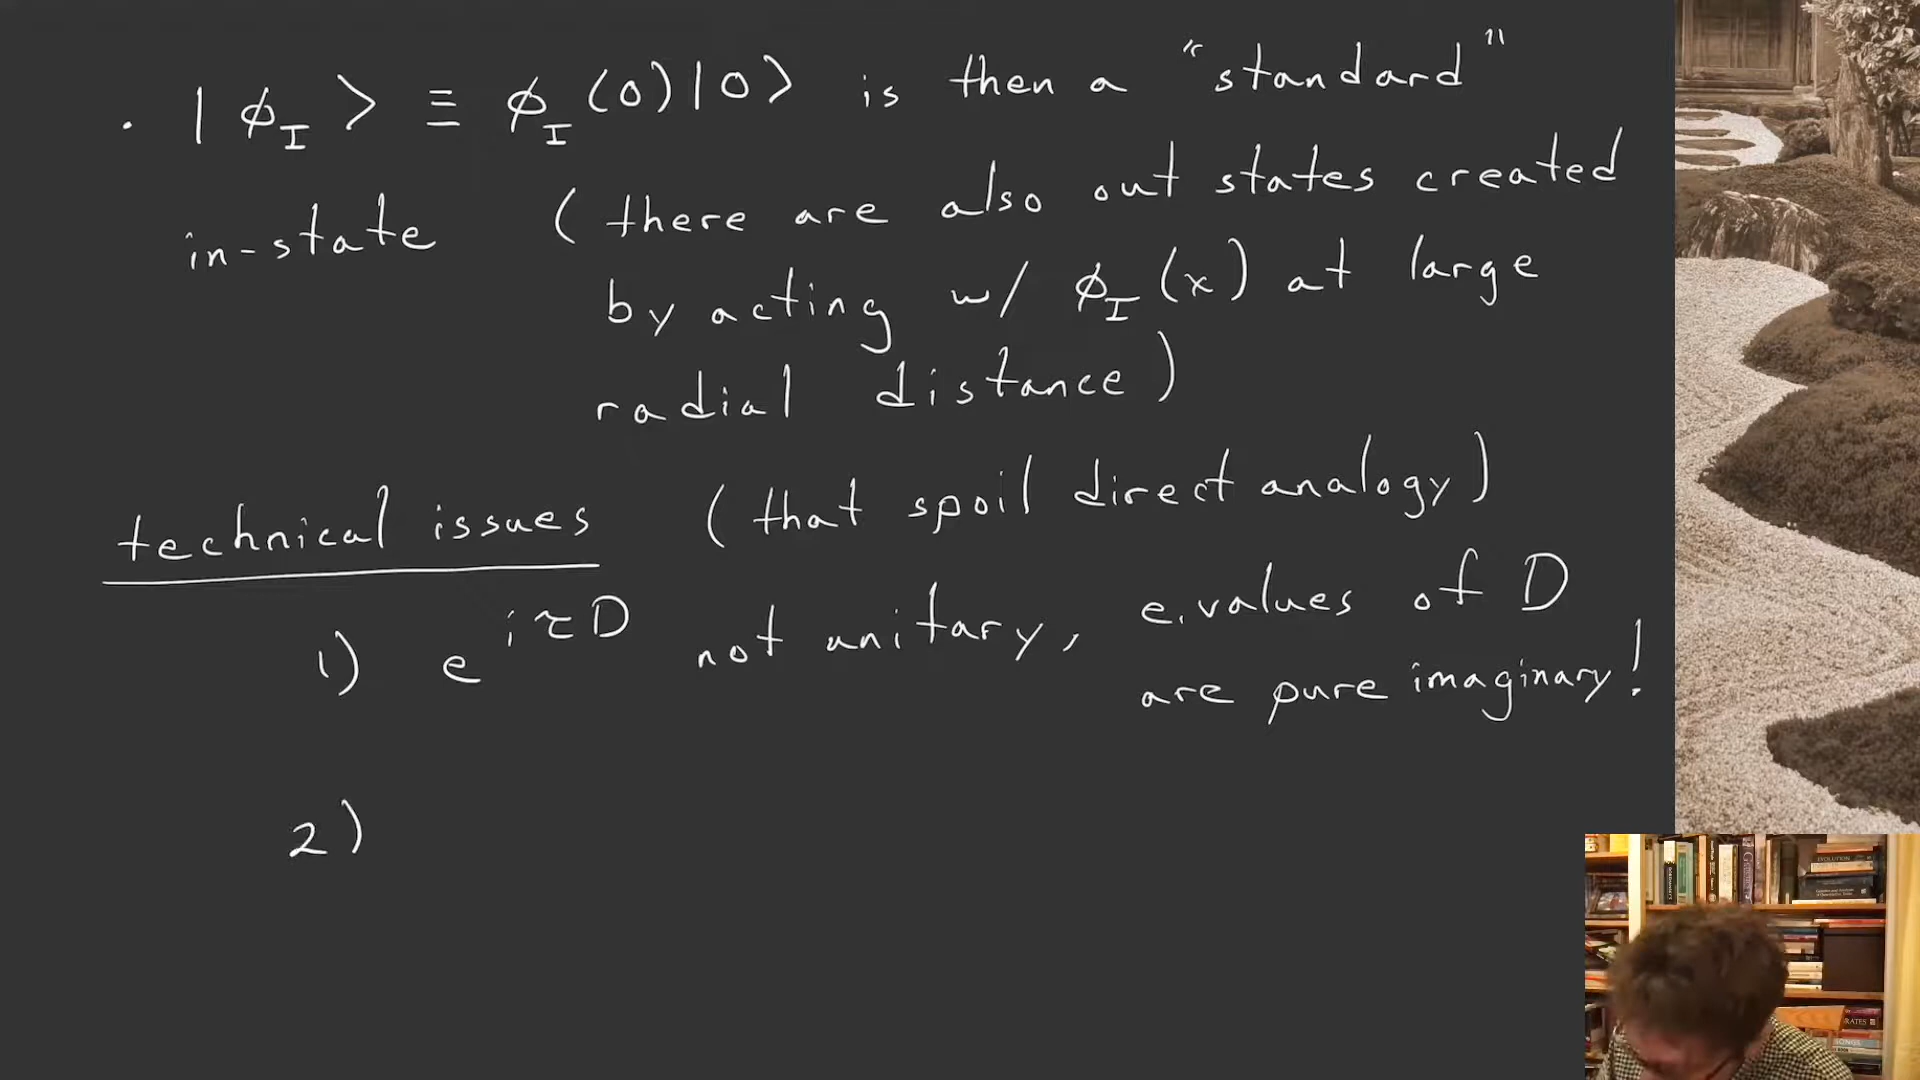 · | ϕ_I > ≡ ϕ_I (0) |0> is then a "standard"
in-state ( there are also out states created
by acting w/ ϕ_I (x) at large
radial distance )
technical issues ( that spoil direct analogy )
1) e^{iτD} not unitary, e.values of D
are pure imaginary!
2)
EVOLUTION